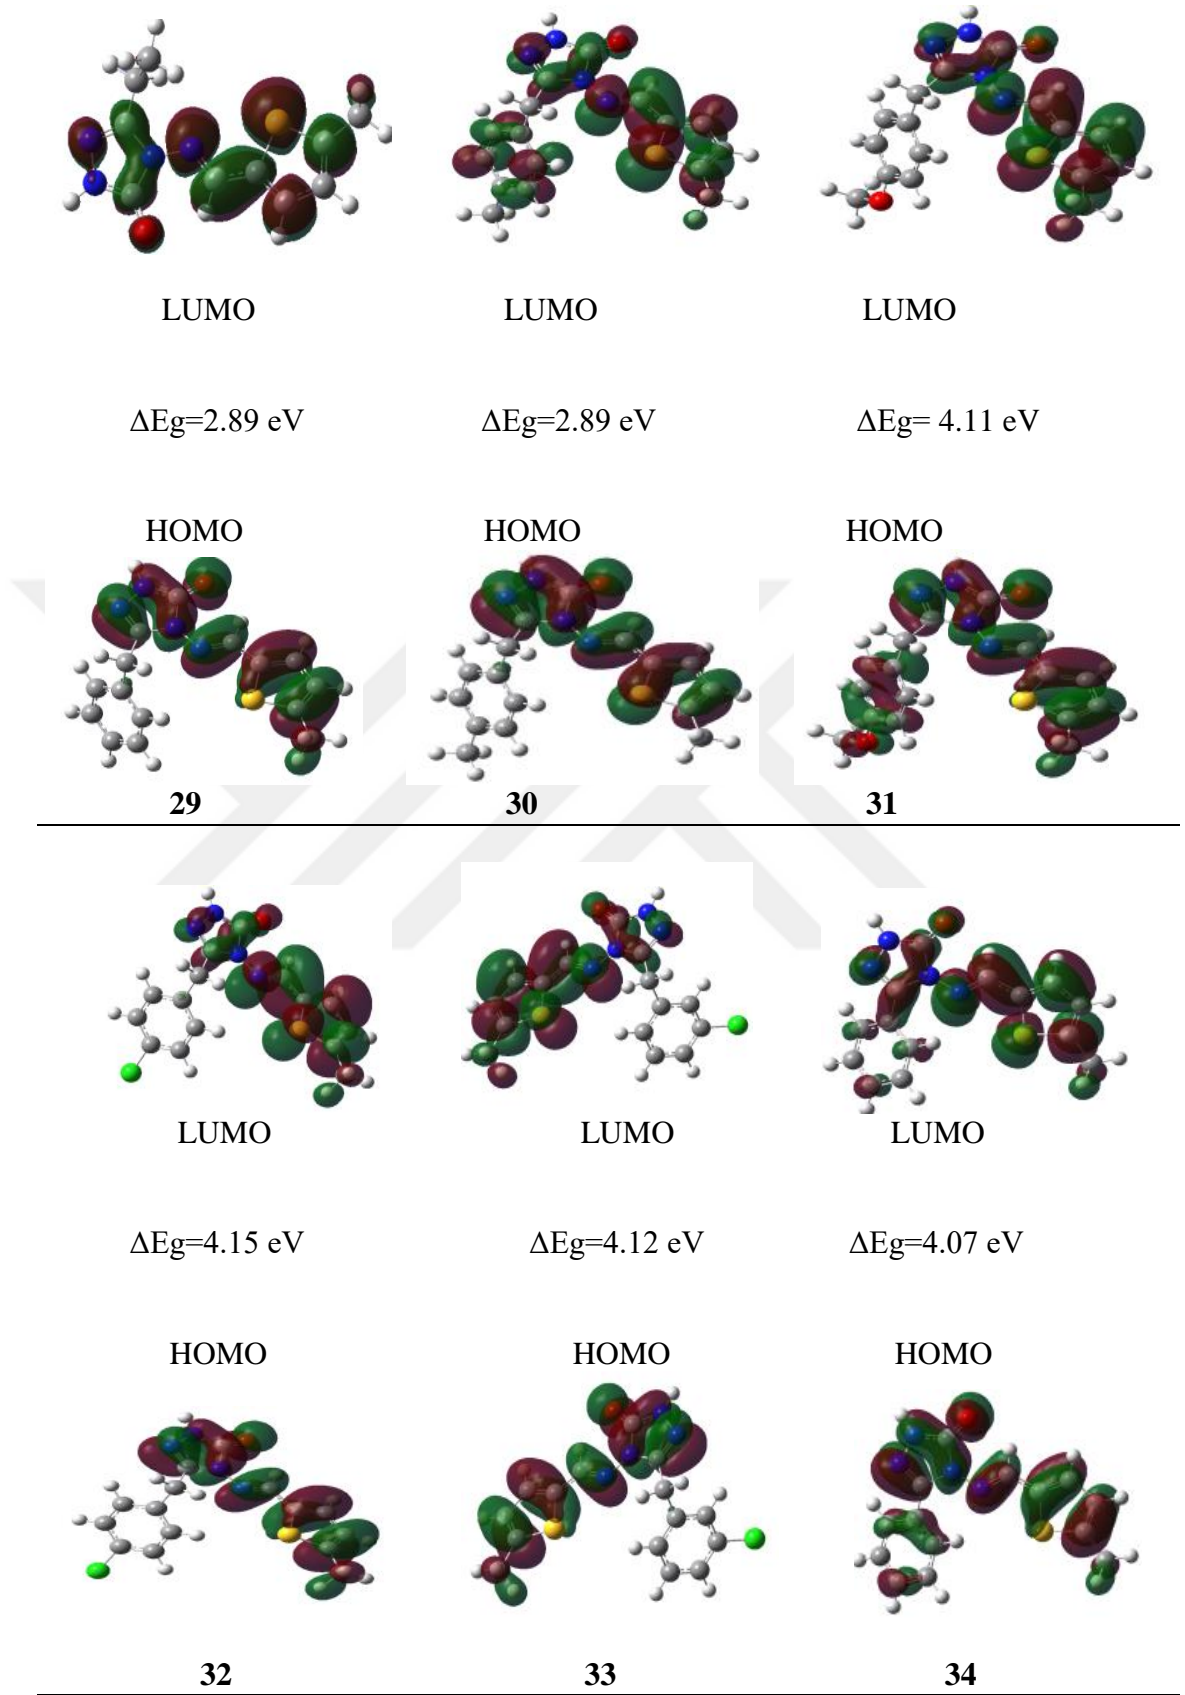 LUMO LUMO LUMO
ΔEg=2.89 eV ΔEg=2.89 eV ΔEg= 4.11 eV
HOMO HOMO HOMO
29 30 31
LUMO LUMO LUMO
ΔEg=4.15 eV ΔEg=4.12 eV ΔEg=4.07 eV
HOMO HOMO HOMO
32 33 34